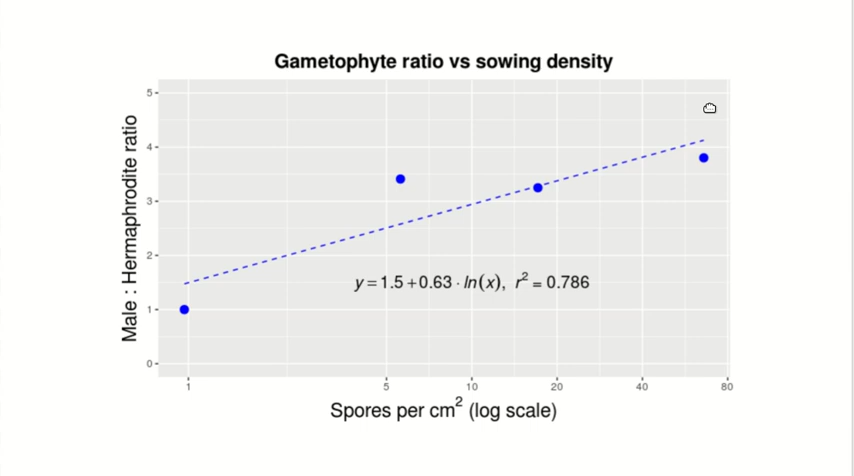 Gametophyte ratio vs sowing density
Male : Hermaphrodite ratio
5
4
3
2
1
0
y = 1.5 + 0.63 · ln(x), r² = 0.786
1 5 10 20 40 80
Spores per cm² (log scale)